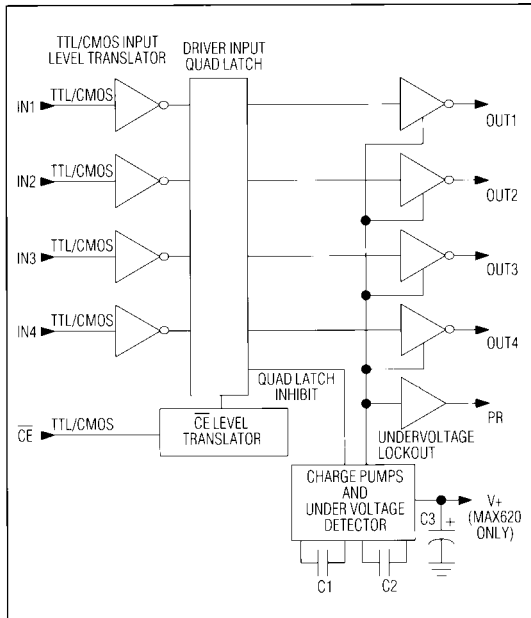 TTL/CMOS INPUT
LEVEL TRANSLATOR
DRIVER INPUT
QUAD LATCH
IN1
TTL/CMOS
OUT1
IN2
TTL/CMOS
OUT2
IN3
TTL/CMOS
OUT3
IN4
TTL/CMOS
OUT4
QUAD LATCH
INHIBIT
PR
C̅E̅
TTL/CMOS
C̅E̅ LEVEL
TRANSLATOR
UNDERVOLTAGE
LOCKOUT
CHARGE PUMPS
AND
UNDER VOLTAGE
DETECTOR
V+
(MAX620
ONLY)
C3
+
C1
C2